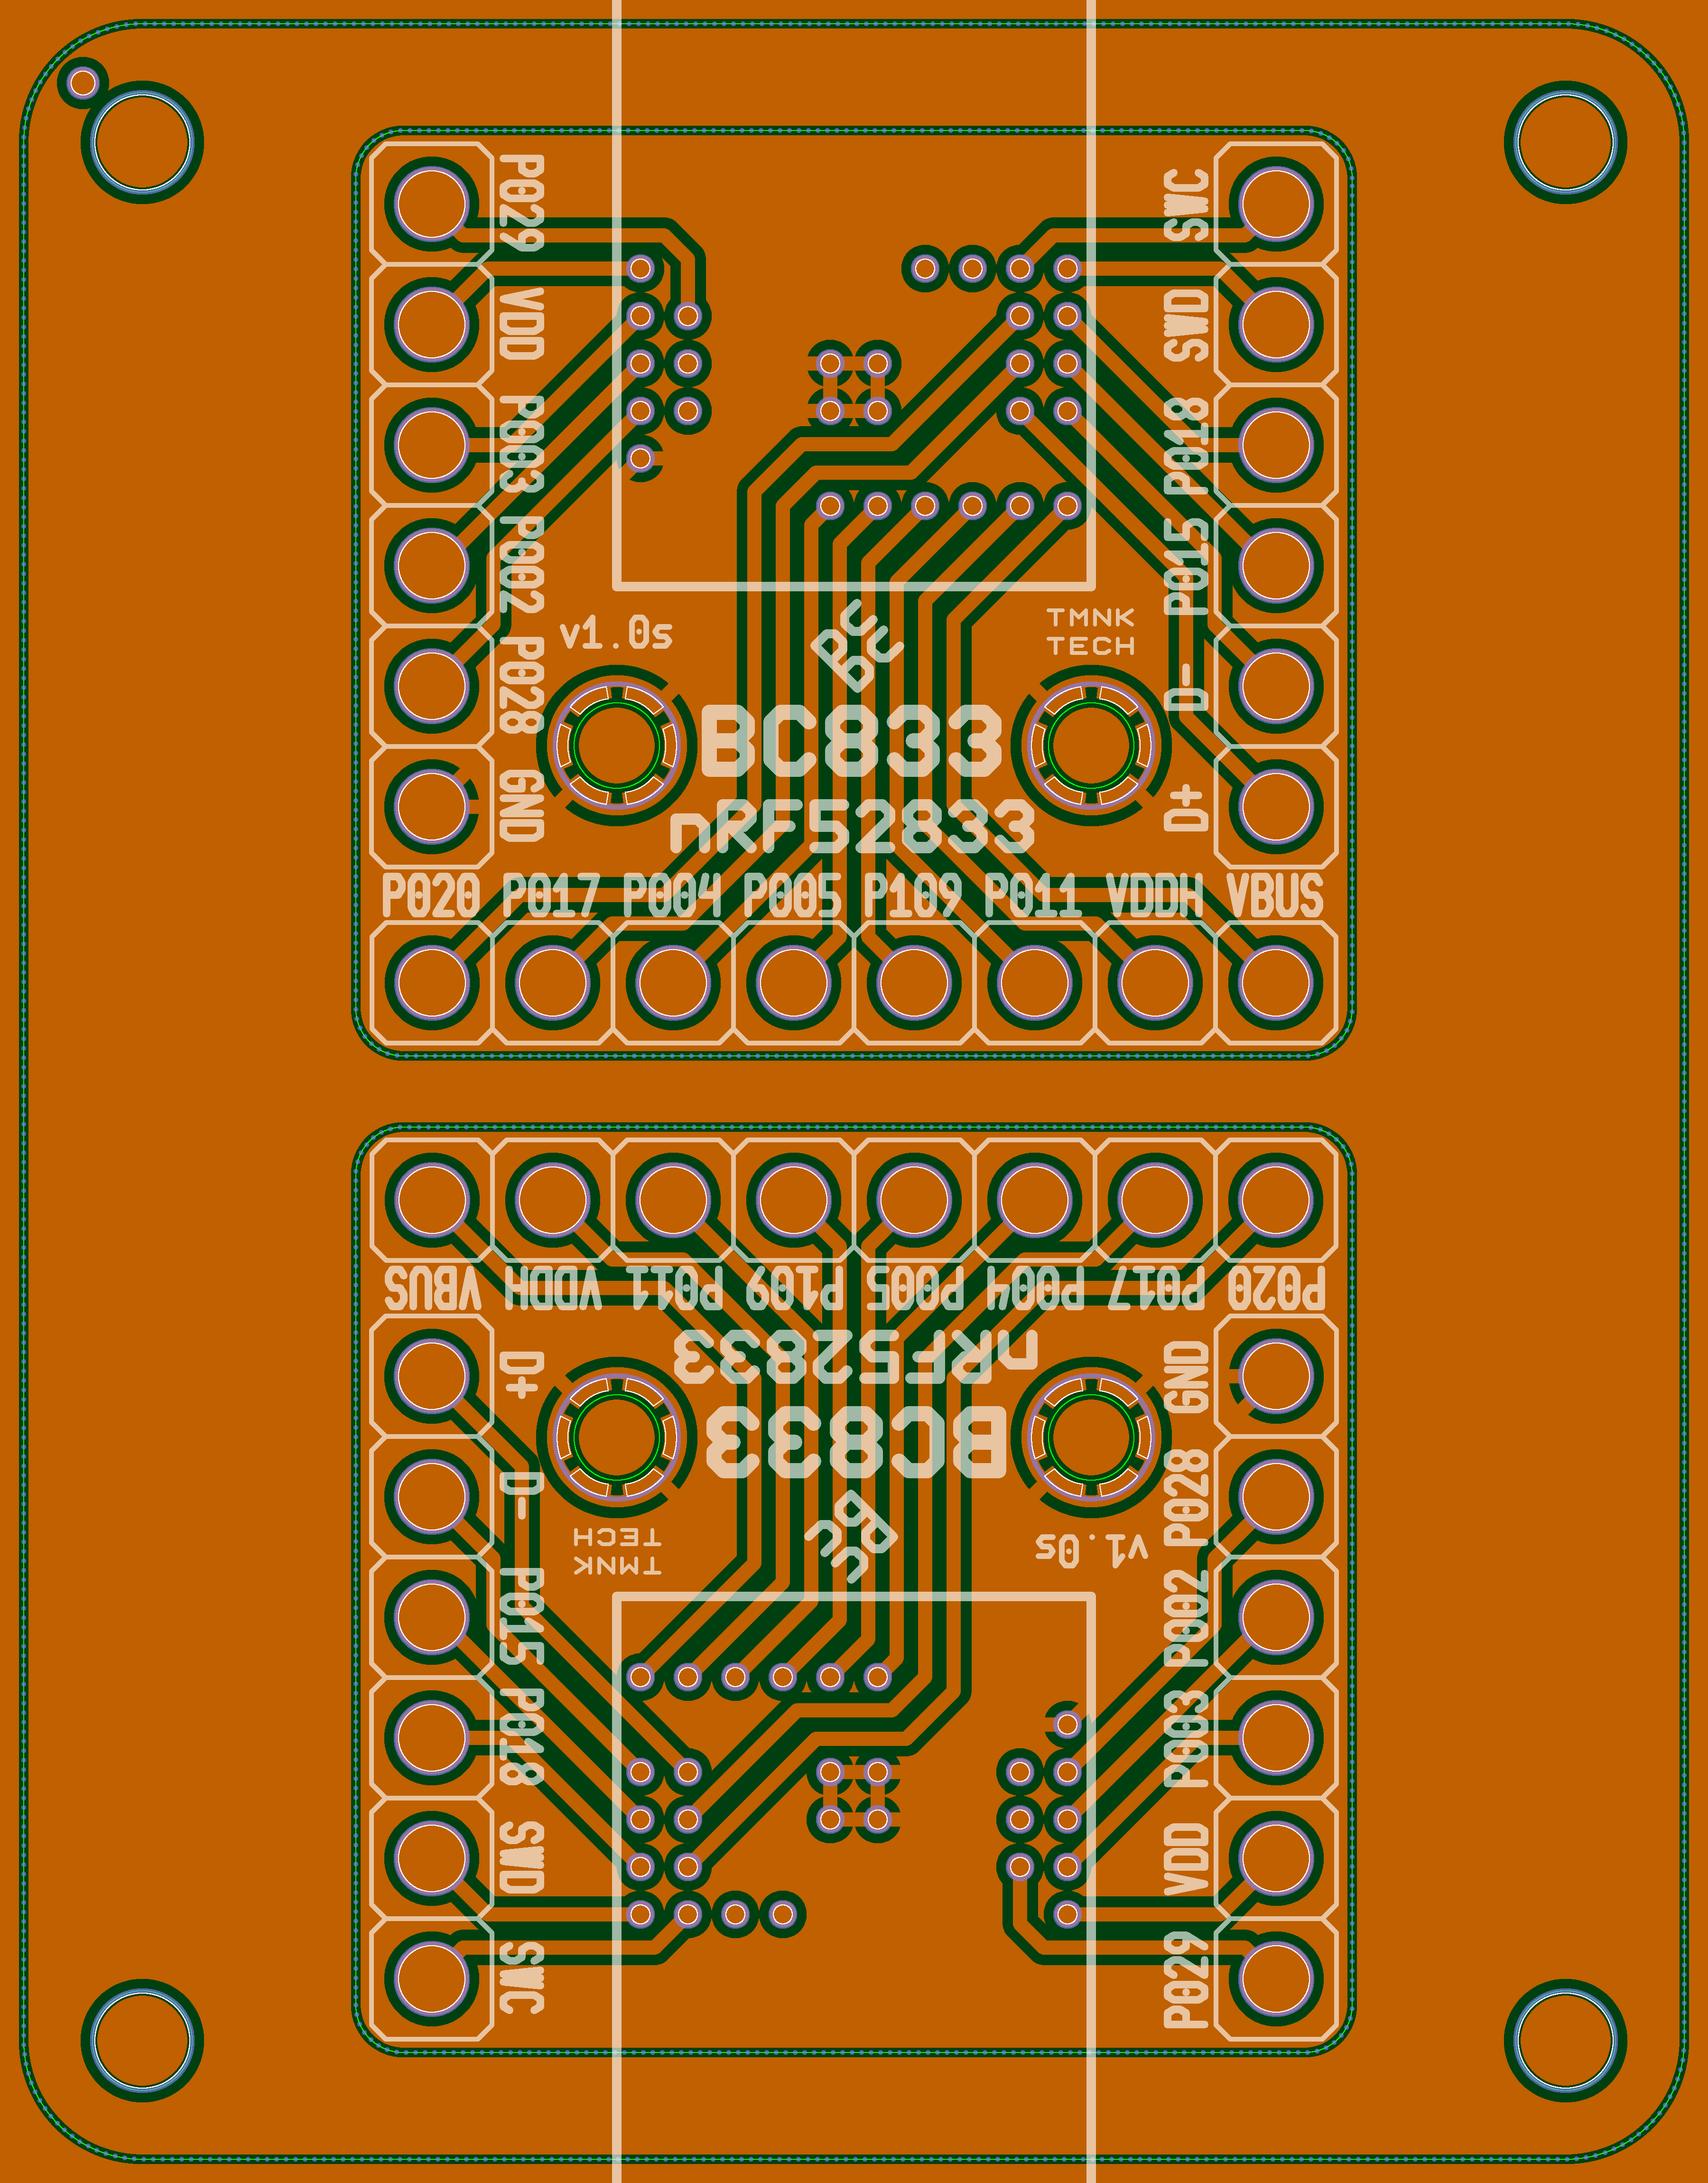 P029
SWC
VDD
SWD
P003
P018
P002
P015
v1.0s
TMNK
TECH
BC
P028
D-
BC833
GND
D+
nRF52833
P020 P017 P004 P005 P109 P011 VDDH VBUS
P020 P017 P004 P005 P109 P011 VDDH VBUS
nRF52833
D+
GND
BC833
D-
P028
BC
v1.0s
TMNK
TECH
P015
P002
P018
P003
SWD
VDD
SWC
P029